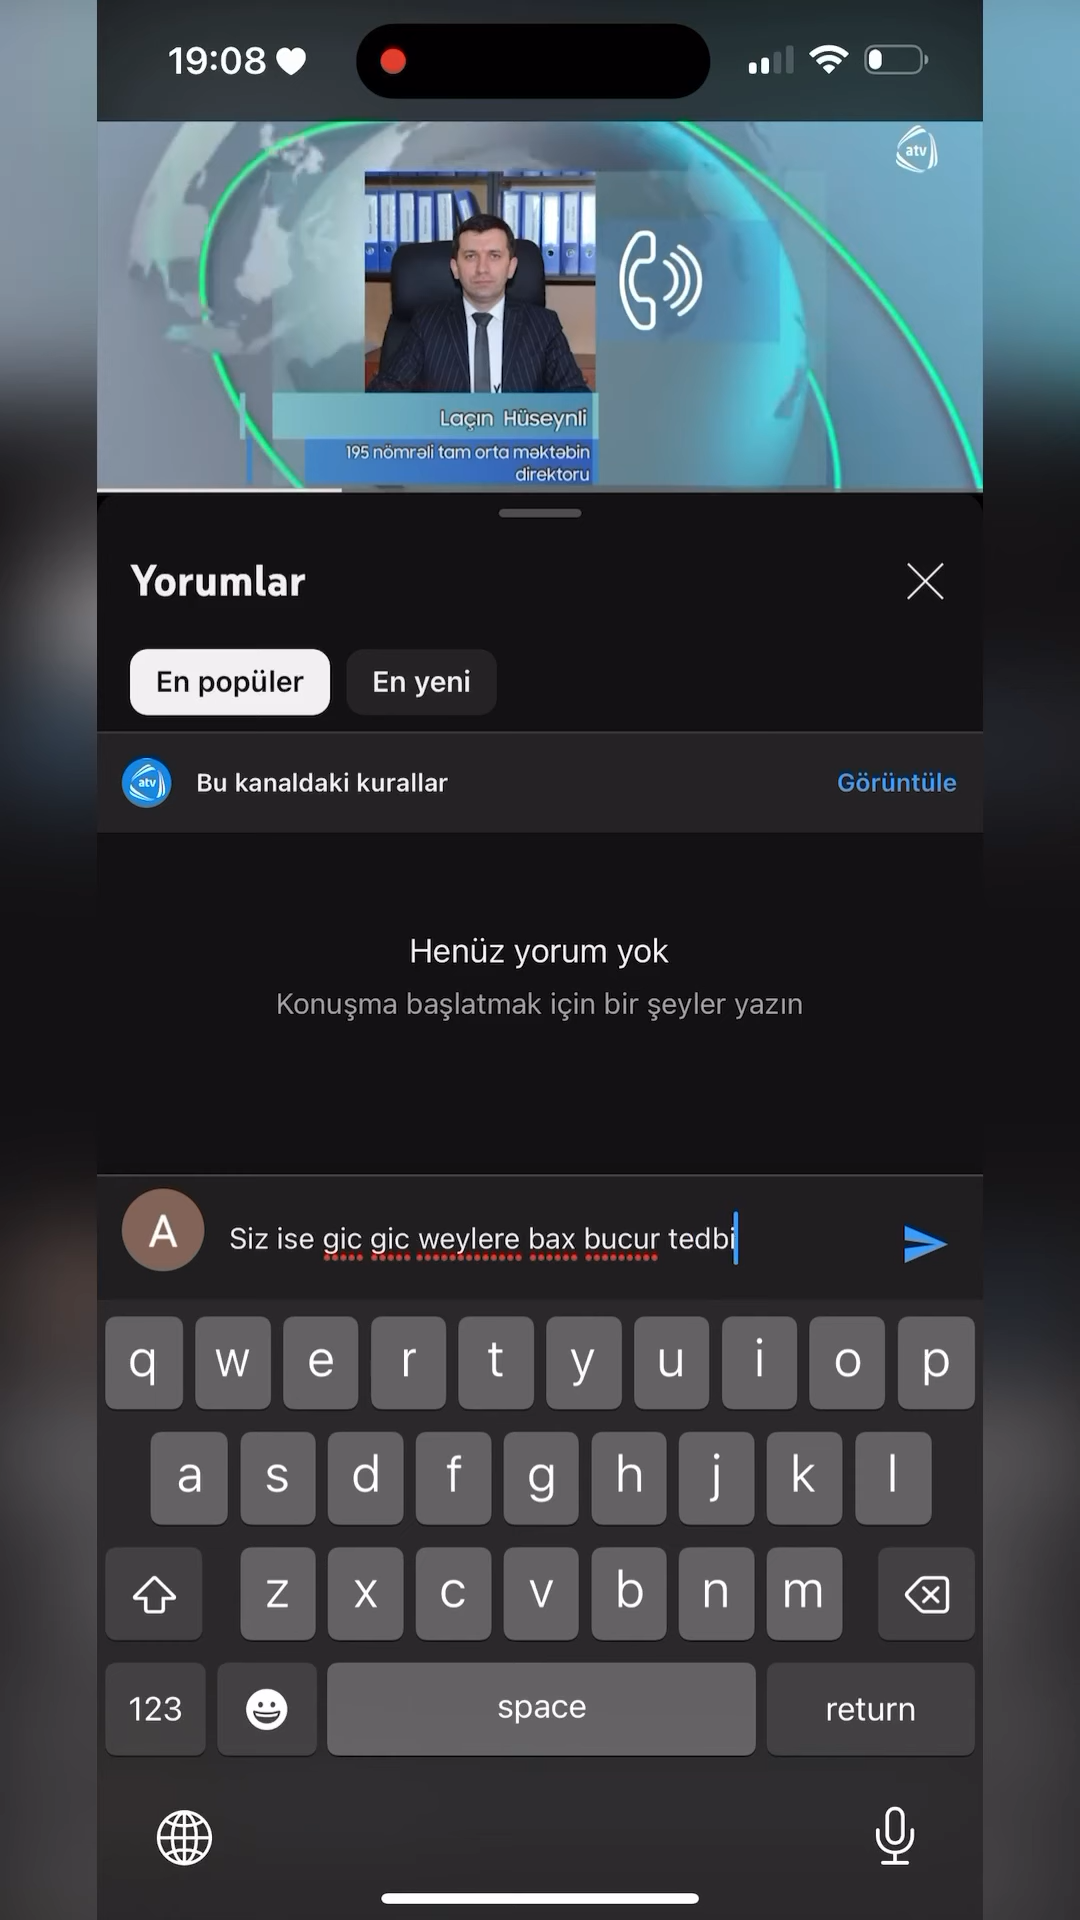 19:08
atv
Laçın Hüseynli
195 nömrəli tam orta məktəbin
direktoru
Yorumlar
En popüler
En yeni
atv
Bu kanaldaki kurallar
Görüntüle
Henüz yorum yok
Konuşma başlatmak için bir şeyler yazın
A
Siz ise gic gic weylere bax bucur tedbi
q w e r t y u i o p
a s d f g h j k l
z x c v b n m
123
space
return